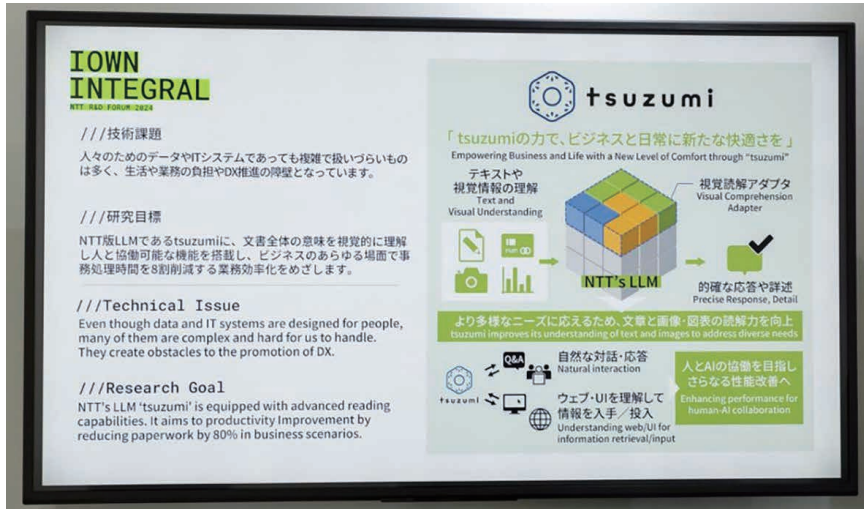 IOWN
INTEGRAL
NTT R&D FORUM 2024
///技術課題
人々のためのデータやITシステムであっても複雑で扱いづらいもの
は多く、生活や業務の負担やDX推進の障壁となっています。
///研究目標
NTT版LLMであるtsuzumiに、文書全体の意味を視覚的に理解
し人と協働可能な機能を搭載し、ビジネスのあらゆる場面で事
務処理時間を8割削減する業務効率化をめざします。
///Technical Issue
Even though data and IT systems are designed for people,
many of them are complex and hard for us to handle.
They create obstacles to the promotion of DX.
///Research Goal
NTT's LLM 'tsuzumi' is equipped with advanced reading
capabilities. It aims to productivity Improvement by
reducing paperwork by 80% in business scenarios.
tsuzumi
「 tsuzumiの力で、ビジネスと日常に新たな快適さを 」
Empowering Business and Life with a New Level of Comfort through "tsuzumi"
テキストや
視覚情報の理解
Text and
Visual Understanding
視覚読解アダプタ
Visual Comprehension
Adapter
NTT's LLM
的確な応答や詳述
Precise Response, Detail
より多様なニーズに応えるため、文章と画像・図表の読解力を向上
tsuzumi improves its understanding of text and images to address diverse needs
tsuzumi
Q&A
自然な対話・応答
Natural interaction
ウェブ・UIを理解して
情報を入手／投入
Understanding web/UI for
information retrieval/input
人とAIの協働を目指し
さらなる性能改善へ
Enhancing performance for
human-AI collaboration